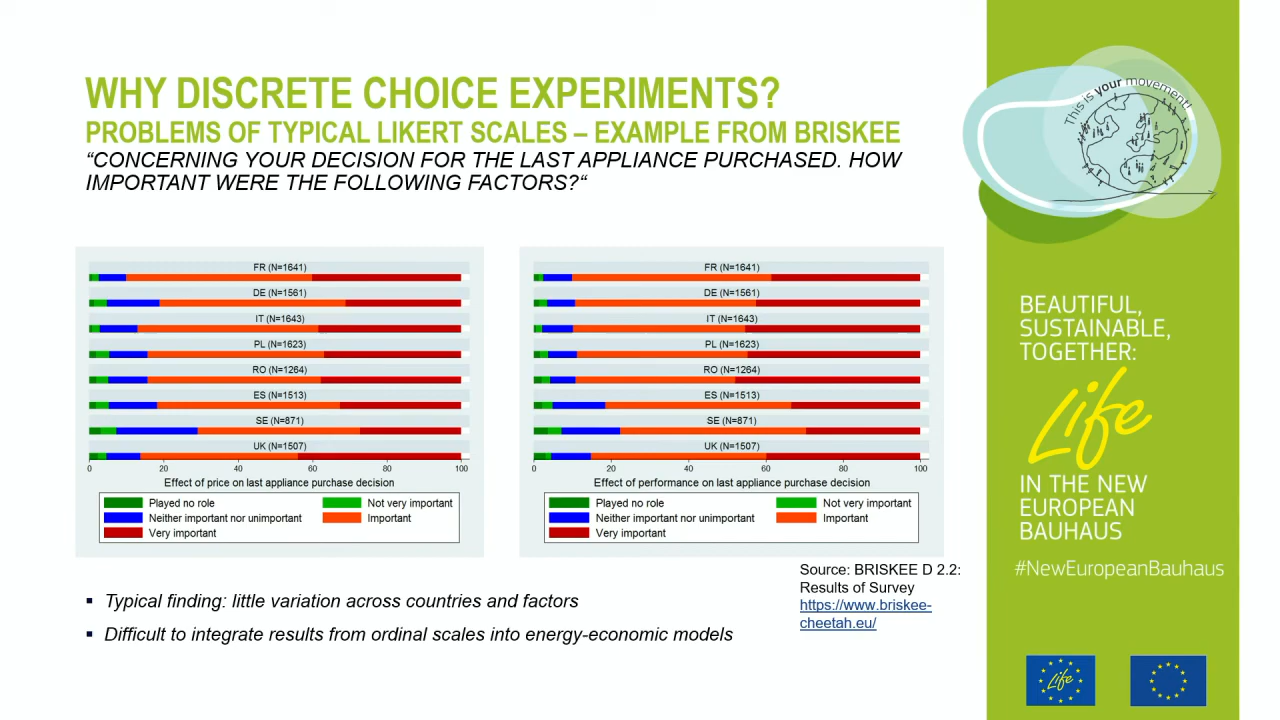 WHY DISCRETE CHOICE EXPERIMENTS?
PROBLEMS OF TYPICAL LIKERT SCALES – EXAMPLE FROM BRISKEE
“CONCERNING YOUR DECISION FOR THE LAST APPLIANCE PURCHASED. HOW
IMPORTANT WERE THE FOLLOWING FACTORS?“
FR (N=1641)
DE (N=1561)
IT (N=1643)
PL (N=1623)
RO (N=1264)
ES (N=1513)
SE (N=871)
UK (N=1507)
0 20 40 60 80 100
Effect of price on last appliance purchase decision
Played no role Not very important
Neither important nor unimportant Important
Very important
FR (N=1641)
DE (N=1561)
IT (N=1643)
PL (N=1623)
RO (N=1264)
ES (N=1513)
SE (N=871)
UK (N=1507)
0 20 40 60 80 100
Effect of performance on last appliance purchase decision
Played no role Not very important
Neither important nor unimportant Important
Very important
Source: BRISKEE D 2.2:
Results of Survey
https://www.briskee-
cheetah.eu/
▪ Typical finding: little variation across countries and factors
▪ Difficult to integrate results from ordinal scales into energy-economic models
This is your movement!
BEAUTIFUL,
SUSTAINABLE,
TOGETHER:
Life
IN THE NEW
EUROPEAN
BAUHAUS
#NewEuropeanBauhaus
Life